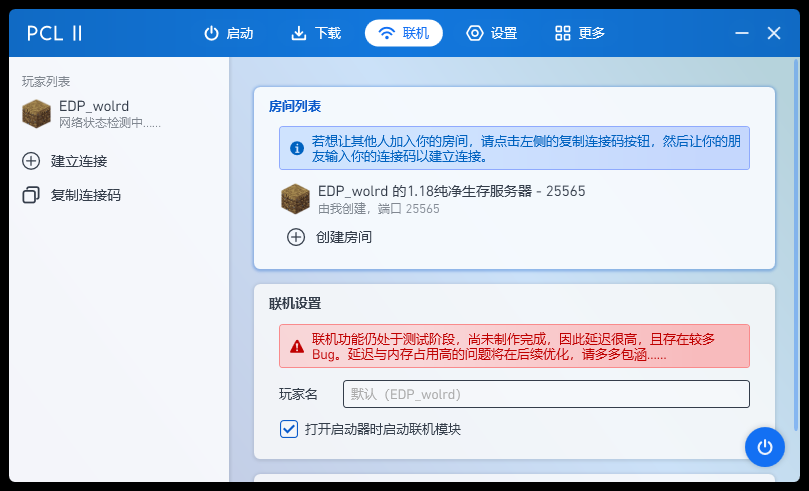 PCL II
启动
下载
联机
设置
更多
玩家列表
EDP_wolrd
网络状态检测中......
建立连接
复制连接码
房间列表
若想让其他人加入你的房间，请点击左侧的复制连接码按钮，然后让你的朋
友输入你的连接码以建立连接。
EDP_wolrd 的1.18纯净生存服务器 - 25565
由我创建，端口 25565
创建房间
联机设置
联机功能仍处于测试阶段，尚未制作完成，因此延迟很高，且存在较多
Bug。延迟与内存占用高的问题将在后续优化，请多多包涵......
玩家名
默认（EDP_wolrd）
打开启动器时启动联机模块